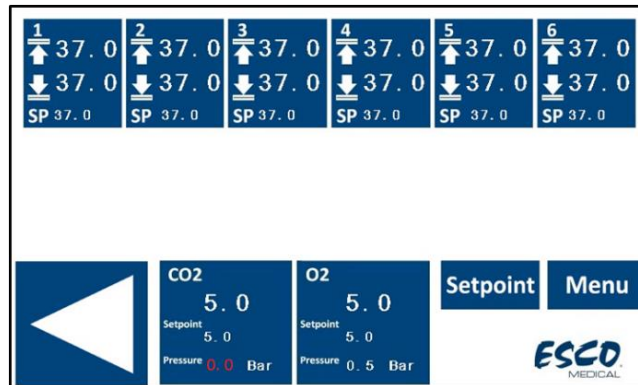 1 2 3 4 5 6
37.0 37.0 37.0 37.0 37.0 37.0
37.0 37.0 37.0 37.0 37.0 37.0
SP 37.0 SP 37.0 SP 37.0 SP 37.0 SP 37.0 SP 37.0
CO2
5.0
Setpoint
5.0
Pressure 0.0 Bar
O2
5.0
Setpoint
5.0
Pressure 0.5 Bar
Setpoint
Menu
ESCO
MEDICAL